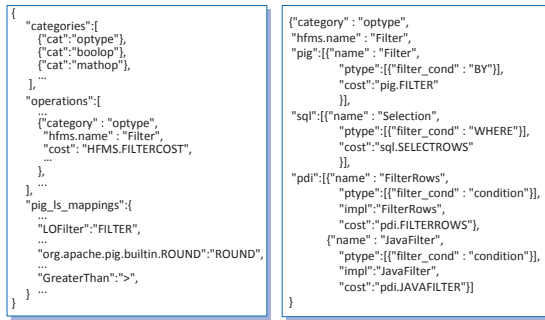 {
"categories":[
{"cat":"optype"},
{"cat":"boolop"},
{"cat":"mathop"},
...
],
"operations":[
...
{"category" : "optype",
"hfms.name" : "Filter",
"cost": "HFMS.FILTERCOST",
...
},
...
],
"pig_ls_mappings":{
...
"LOFilter":"FILTER",
...
"org.apache.pig.builtin.ROUND":"ROUND",
...
"GreaterThan":">",
} ...
}
{"category" : "optype",
"hfms.name" : "Filter",
"pig":[{"name" : "Filter",
"ptype":[{"filter_cond" : "BY"}],
"cost":"pig.FILTER"
}],
"sql":[{"name" : "Selection",
"ptype":[{"filter_cond" : "WHERE"}],
"cost":"sql.SELECTROWS"
}],
"pdi":[{"name" : "FilterRows",
"ptype":[{"filter_cond" : "condition"}],
"impl":"FilterRows",
"cost":"pdi.FILTERROWS"},
{"name" : "JavaFilter",
"ptype":[{"filter_cond" : "condition"}],
"impl":"JavaFilter",
"cost":"pdi.JAVAFILTER"}]
}